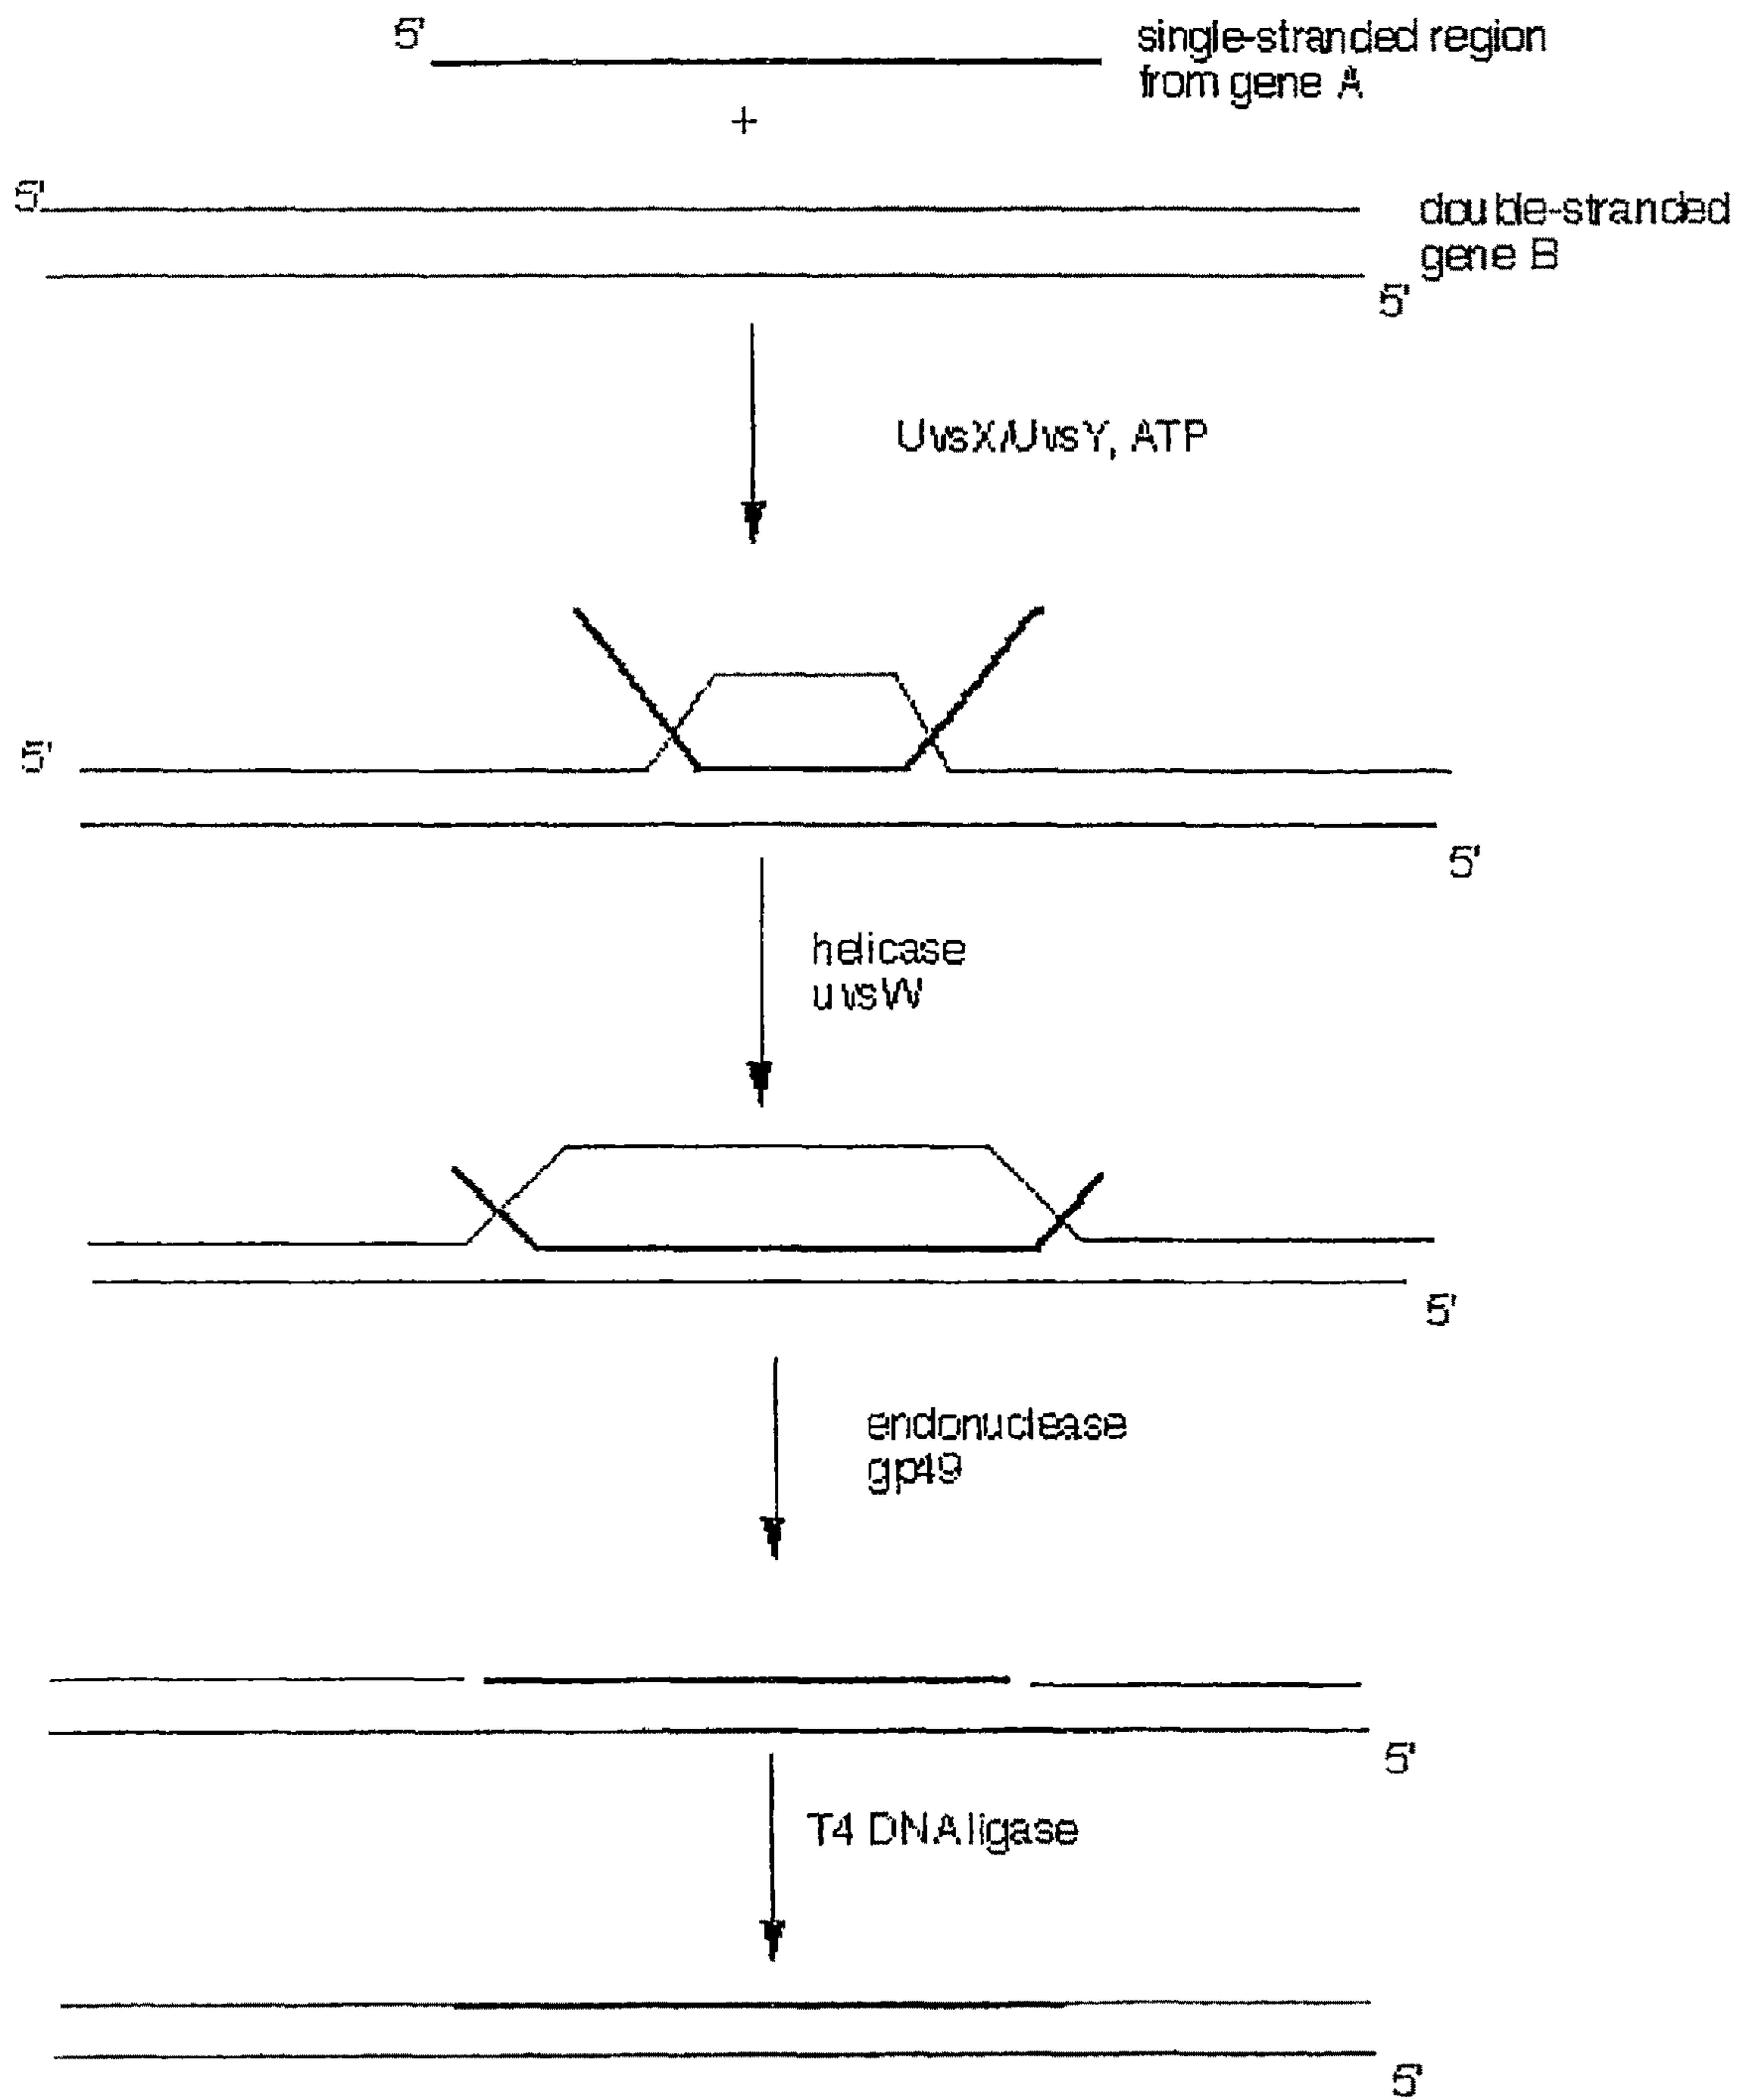 5'
single-stranded region
from gene A
+
5'
double-stranded
gene B
5'
UvsX/UvsY, ATP
5'
5'
helicase
uvsW
5'
endonuclease
gp49
5'
T4 DNA ligase
5'